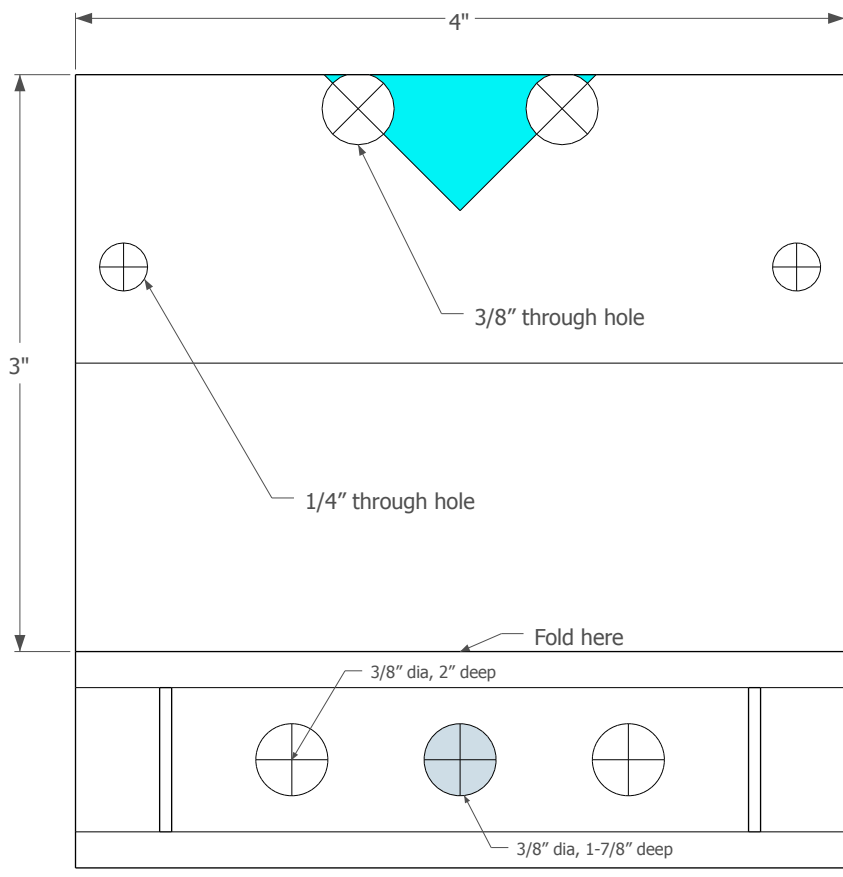 4"
3/8” through hole
3"
1/4” through hole
Fold here
3/8” dia, 2” deep
3/8” dia, 1-7/8” deep